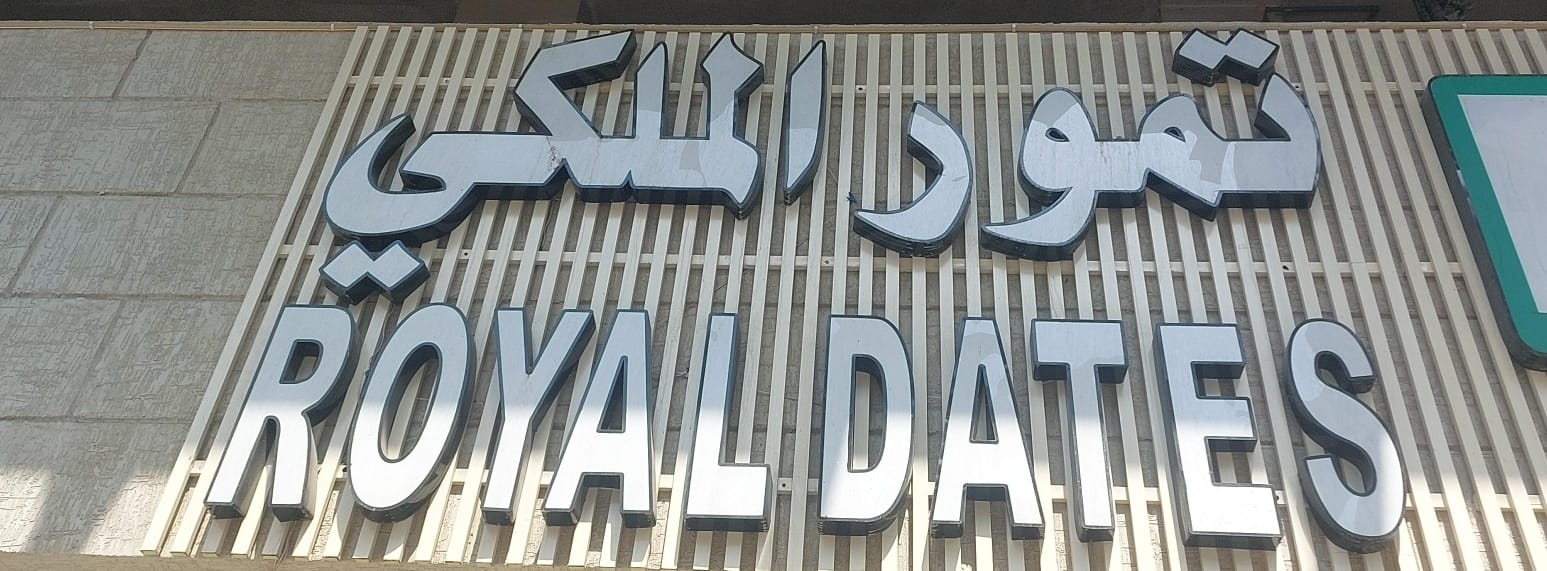 تمور الملكي
ROYAL DATES